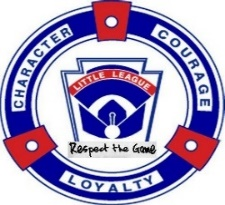 CHARACTER
COURAGE
LITTLE LEAGUE
Respect the Game
LOYALTY